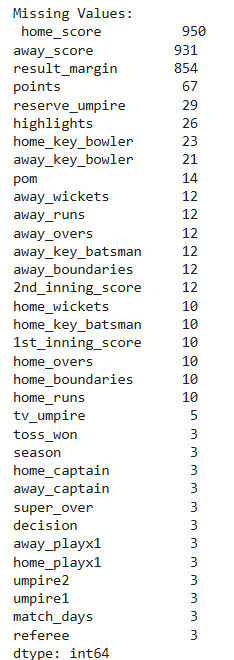 Missing Values:
home_score 950
away_score 931
result_margin 854
points 67
reserve_umpire 29
highlights 26
home_key_bowler 23
away_key_bowler 21
pom 14
away_wickets 12
away_runs 12
away_overs 12
away_key_batsman 12
away_boundaries 12
2nd_inning_score 12
home_wickets 10
home_key_batsman 10
1st_inning_score 10
home_overs 10
home_boundaries 10
home_runs 10
tv_umpire 5
toss_won 3
season 3
home_captain 3
away_captain 3
super_over 3
decision 3
away_playx1 3
home_playx1 3
umpire2 3
umpire1 3
match_days 3
referee 3
dtype: int64